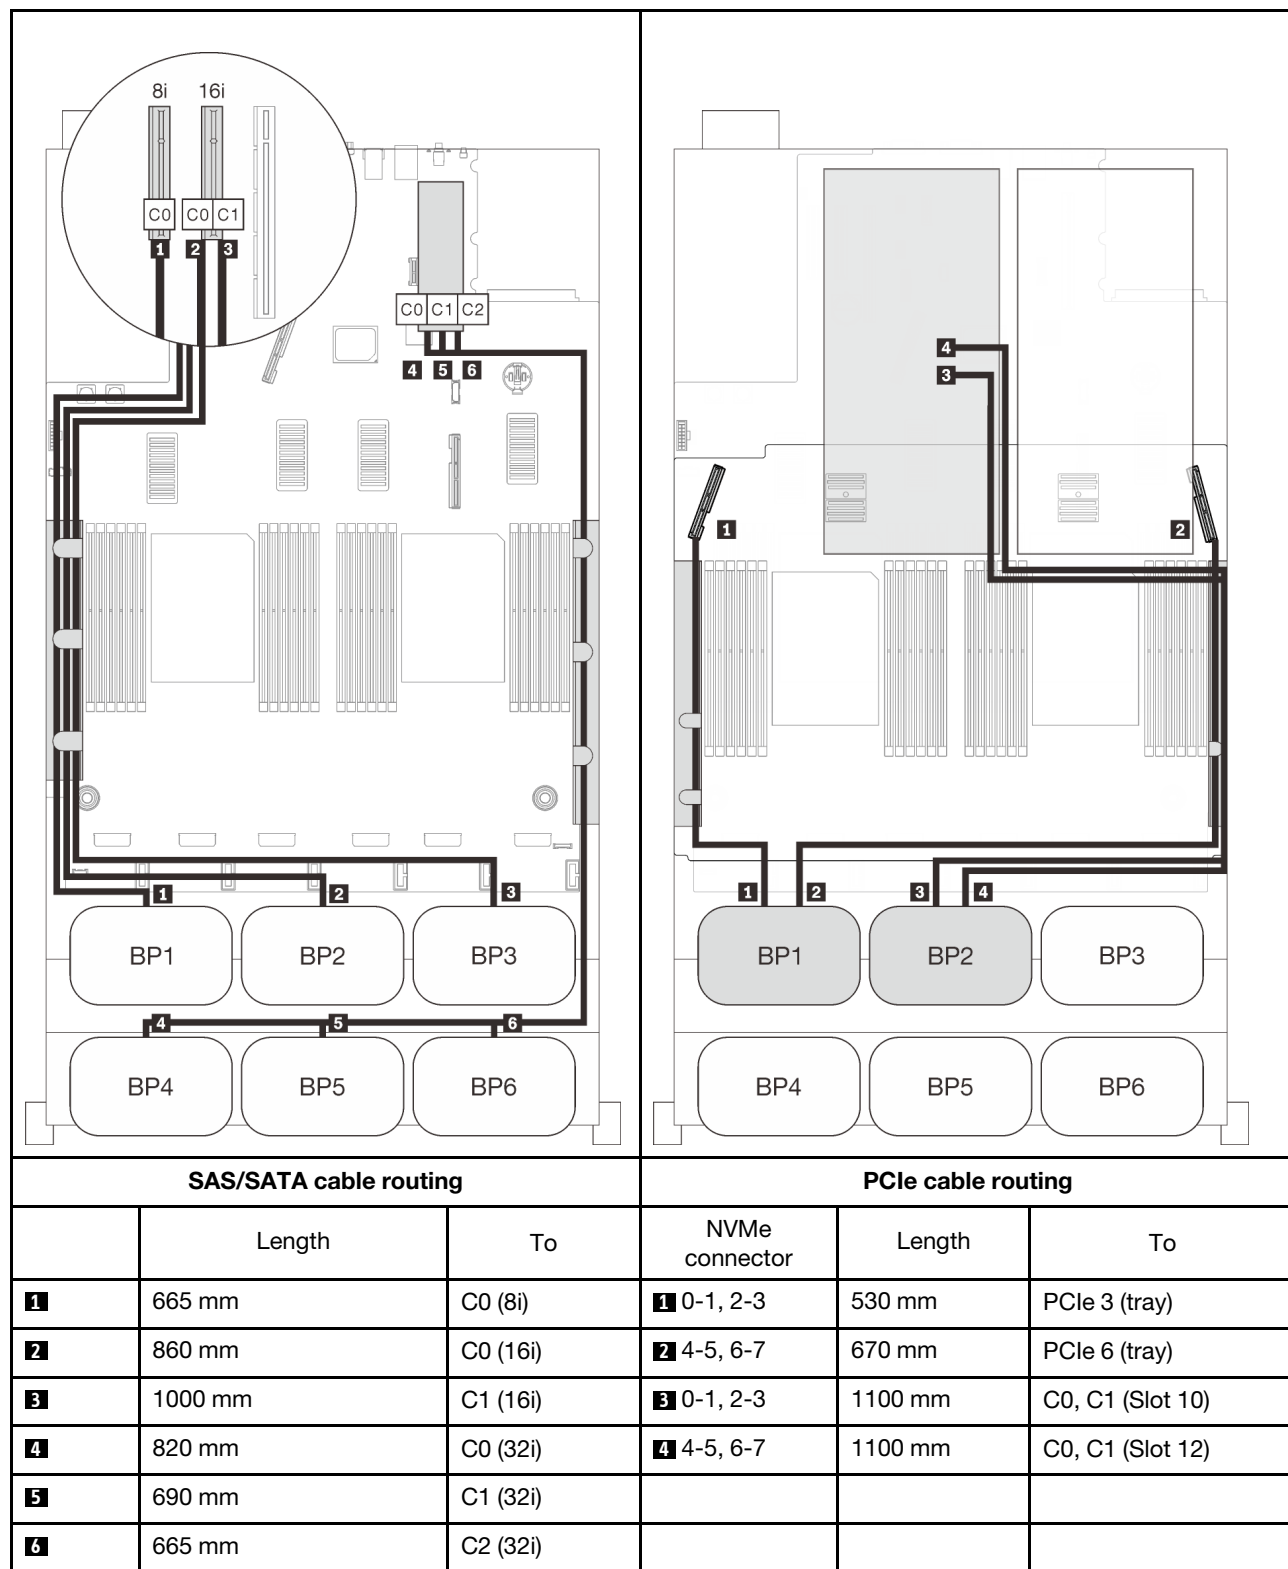 8i 16i
C0 C0 C1
1 2 3
C0 C1 C2
4 5 6
1 2 3
BP1 BP2 BP3
4 5 6
BP4 BP5 BP6
4
3
1 2
1 2 3 4
BP1 BP2 BP3
BP4 BP5 BP6
SAS/SATA cable routing PCIe cable routing
Length To NVMe connector Length To
1 665 mm C0 (8i) 1 0-1, 2-3 530 mm PCIe 3 (tray)
2 860 mm C0 (16i) 2 4-5, 6-7 670 mm PCIe 6 (tray)
3 1000 mm C1 (16i) 3 0-1, 2-3 1100 mm C0, C1 (Slot 10)
4 820 mm C0 (32i) 4 4-5, 6-7 1100 mm C0, C1 (Slot 12)
5 690 mm C1 (32i)
6 665 mm C2 (32i)